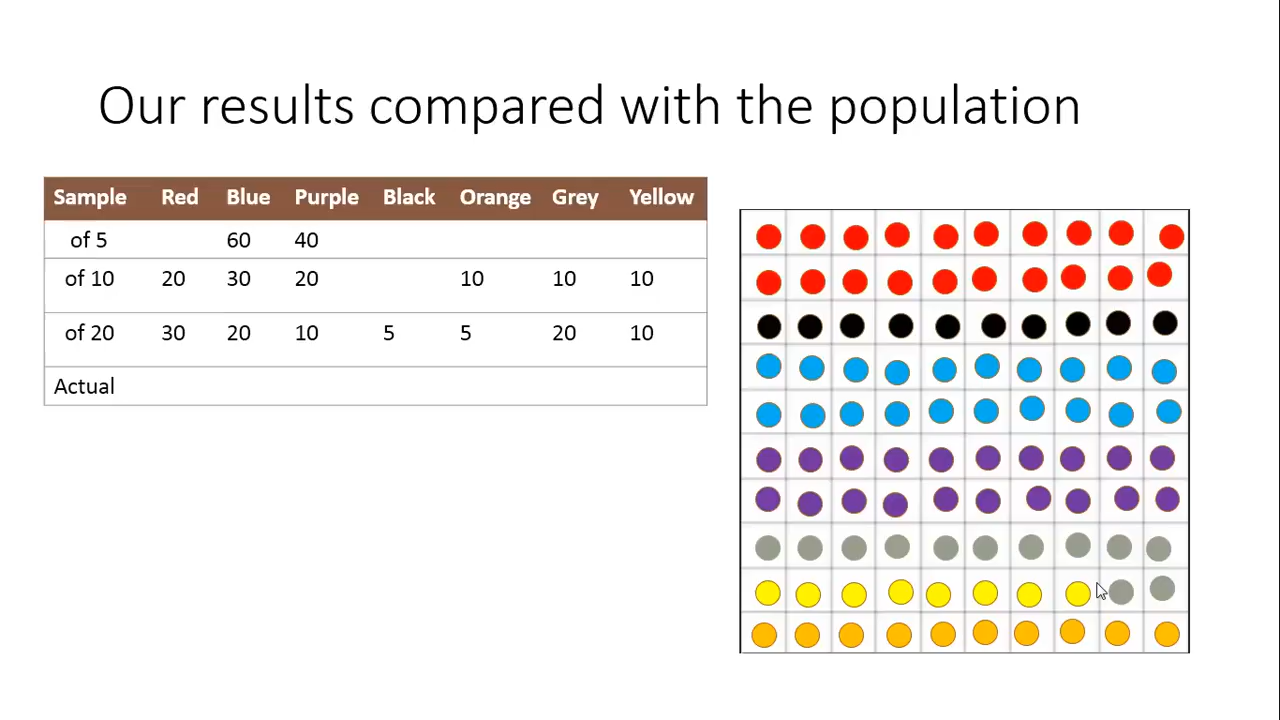 Our results compared with the population
Sample Red Blue Purple Black Orange Grey Yellow
of 5 60 40
of 10 20 30 20 10 10 10
of 20 30 20 10 5 5 20 10
Actual